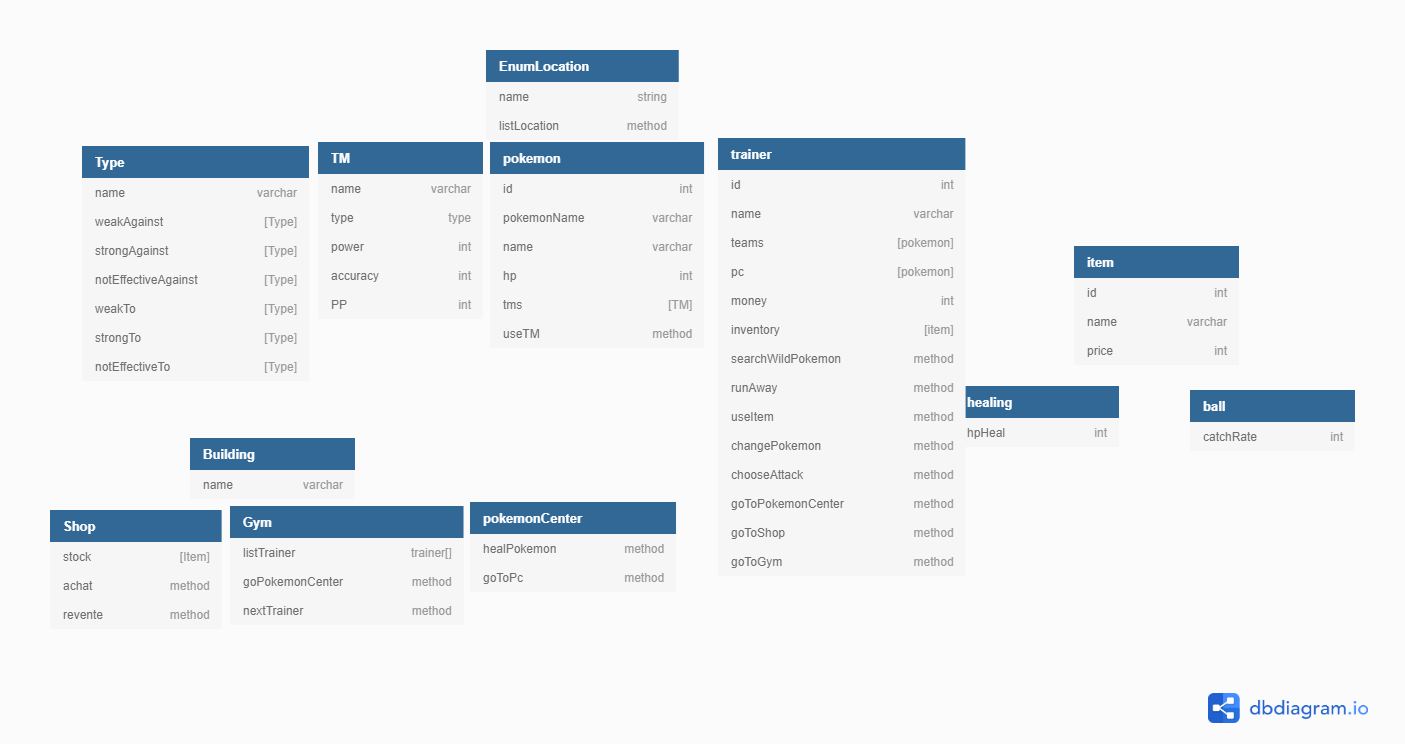 EnumLocation
name string
listLocation method
Type
name varchar
weakAgainst [Type]
strongAgainst [Type]
notEffectiveAgainst [Type]
weakTo [Type]
strongTo [Type]
notEffectiveTo [Type]
TM
name varchar
type type
power int
accuracy int
PP int
pokemon
id int
pokemonName varchar
name varchar
hp int
tms [TM]
useTM method
trainer
id int
name varchar
teams [pokemon]
pc [pokemon]
money int
inventory [item]
searchWildPokemon method
runAway method
useItem method
changePokemon method
chooseAttack method
goToPokemonCenter method
goToShop method
goToGym method
item
id int
name varchar
price int
healing
hpHeal int
ball
catchRate int
Building
name varchar
Shop
stock [Item]
achat method
revente method
Gym
listTrainer trainer[]
goPokemonCenter method
nextTrainer method
pokemonCenter
healPokemon method
goToPc method
dbdiagram.io